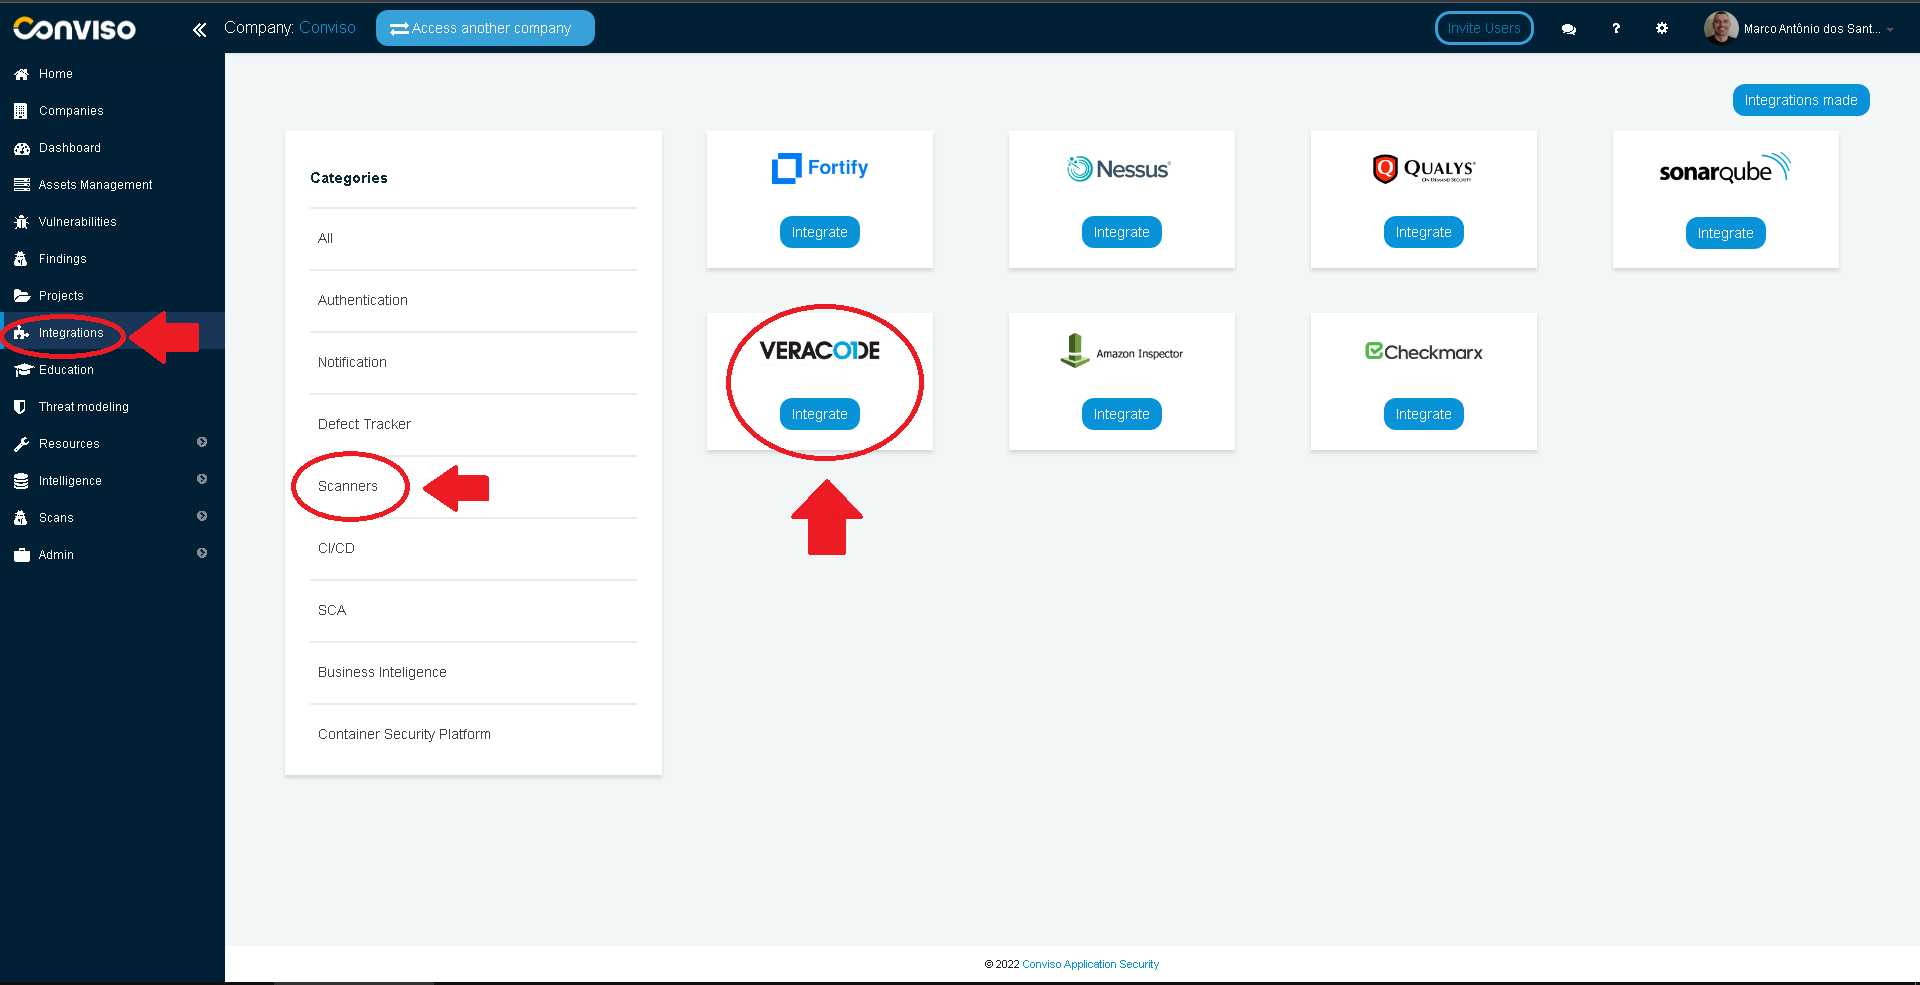 Conviso
Company: Conviso
Access another company
Invite Users
?
Marco Antônio dos Sant...
Home
Companies
Dashboard
Assets Management
Vulnerabilities
Findings
Projects
Integrations
Education
Threat modeling
Resources
Intelligence
Scans
Admin
Integrations made
Categories
All
Authentication
Notification
Defect Tracker
Scanners
CI/CD
SCA
Business Inteligence
Container Security Platform
Fortify
Integrate
Nessus
Integrate
QUALYS
ON DEMAND SECURITY
Integrate
sonarqube
Integrate
VERACODE
Integrate
Amazon Inspector
Integrate
Checkmarx
Integrate
© 2022 Conviso Application Security